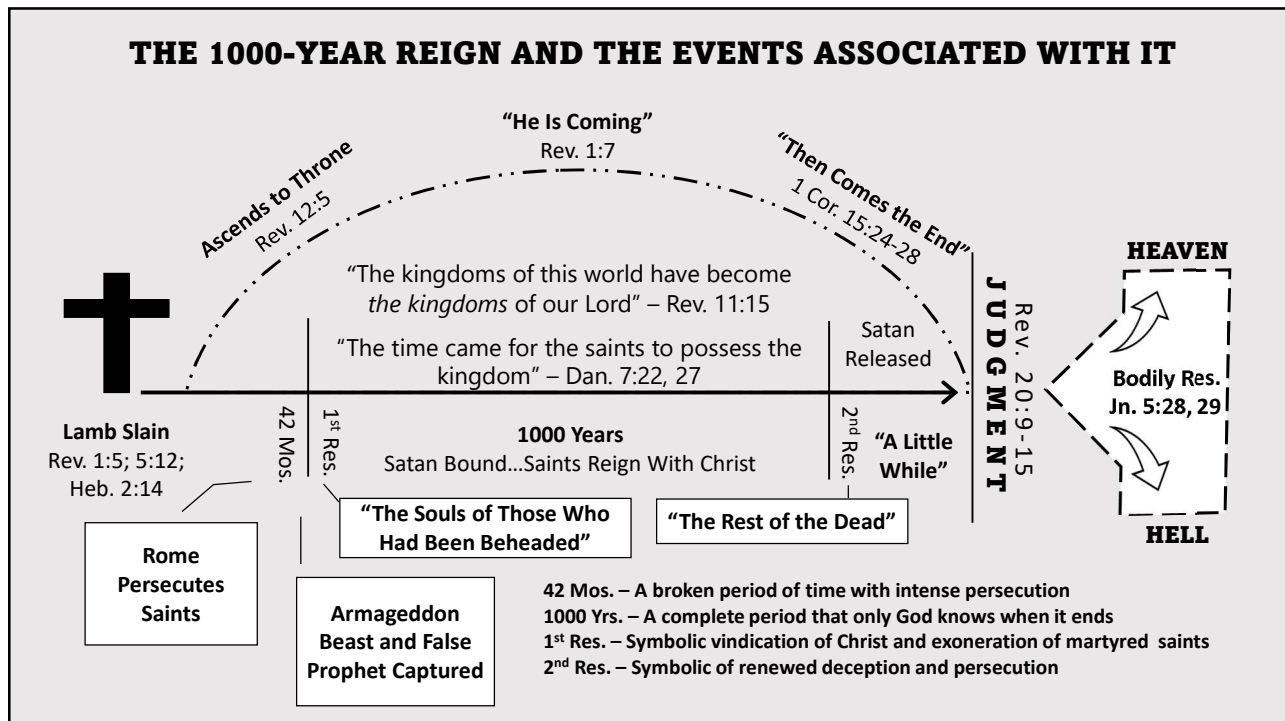 THE 1000-YEAR REIGN AND THE EVENTS ASSOCIATED WITH IT
“He Is Coming”
Rev. 1:7
Ascends to Throne
Rev. 12:5
“Then Comes the End”
1 Cor. 15:24-28
“The kingdoms of this world have become
the kingdoms of our Lord” – Rev. 11:15
“The time came for the saints to possess the
kingdom” – Dan. 7:22, 27
Satan
Released
Lamb Slain
Rev. 1:5; 5:12;
Heb. 2:14
42 Mos.
1st Res.
1000 Years
Satan Bound...Saints Reign With Christ
2nd Res.
“A Little
While”
JUDGMENT
Rev. 20:9-15
HEAVEN
Bodily Res.
Jn. 5:28, 29
HELL
Rome
Persecutes
Saints
“The Souls of Those Who
Had Been Beheaded”
“The Rest of the Dead”
Armageddon
Beast and False
Prophet Captured
42 Mos. – A broken period of time with intense persecution
1000 Yrs. – A complete period that only God knows when it ends
1st Res. – Symbolic vindication of Christ and exoneration of martyred saints
2nd Res. – Symbolic of renewed deception and persecution